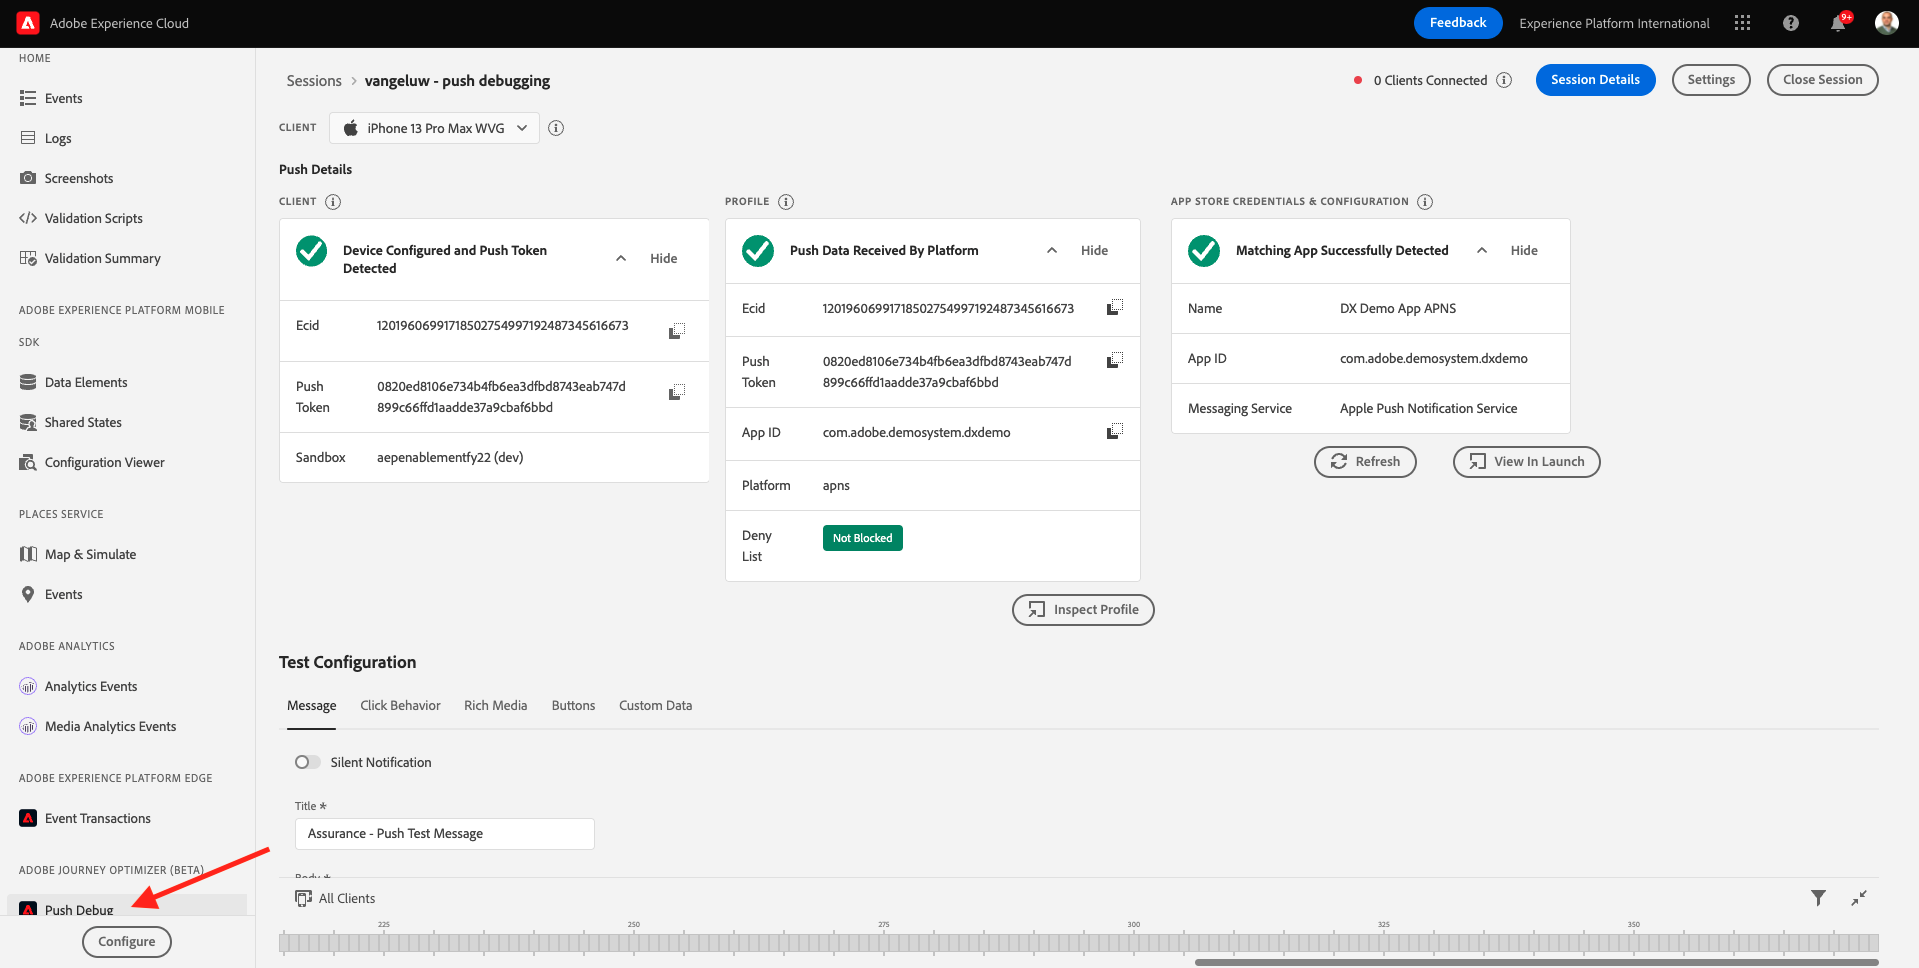 Adobe Experience Cloud
Feedback
Experience Platform International
9+
HOME
Events
Logs
Screenshots
Validation Scripts
Validation Summary
ADOBE EXPERIENCE PLATFORM MOBILE
SDK
Data Elements
Shared States
Configuration Viewer
PLACES SERVICE
Map & Simulate
Events
ADOBE ANALYTICS
Analytics Events
Media Analytics Events
ADOBE EXPERIENCE PLATFORM EDGE
Event Transactions
ADOBE JOURNEY OPTIMIZER (BETA)
Push Debug
Configure
Sessions > vangeluw - push debugging
0 Clients Connected
Session Details
Settings
Close Session
CLIENT
iPhone 13 Pro Max WVG
Push Details
CLIENT
Device Configured and Push Token
Detected
Hide
Ecid
12019606991718502754997192487345616673
Push
Token
0820ed8106e734b4fb6ea3dfbd8743eab747d
899c66ffd1aadde37a9cbaf6bbd
Sandbox
aepenablementfy22 (dev)
PROFILE
Push Data Received By Platform
Hide
Ecid
12019606991718502754997192487345616673
Push
Token
0820ed8106e734b4fb6ea3dfbd8743eab747d
899c66ffd1aadde37a9cbaf6bbd
App ID
com.adobe.demosystem.dxdemo
Platform
apns
Deny
List
Not Blocked
Inspect Profile
APP STORE CREDENTIALS & CONFIGURATION
Matching App Successfully Detected
Hide
Name
DX Demo App APNS
App ID
com.adobe.demosystem.dxdemo
Messaging Service
Apple Push Notification Service
Refresh
View In Launch
Test Configuration
Message
Click Behavior
Rich Media
Buttons
Custom Data
Silent Notification
Title *
Assurance - Push Test Message
Body *
All Clients
225
250
275
300
325
350